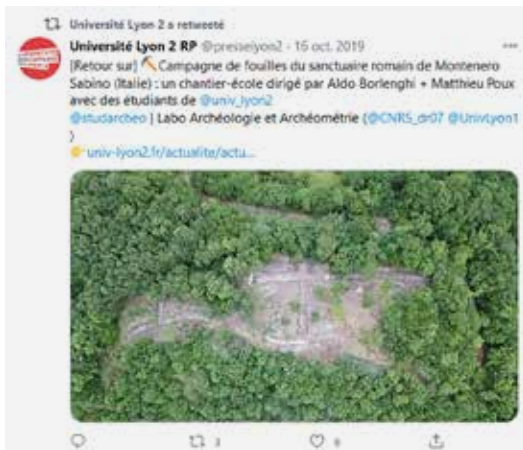 Université Lyon 2 a retweeté
Université Lyon 2 RP @presselyon2 · 16 oct. 2019
[Retour sur] Campagne de fouilles du sanctuaire romain de Montenero
Sabino (Italie) : un chantier-école dirigé par Aldo Borlenghi + Matthieu Poux
avec des étudiants de @univ_lyon2
@studarcheo | Labo Archéologie et Archéométrie (@CNRS_dr07 @UnivLyon1
)
univ-lyon2.fr/actualite/actu...
3